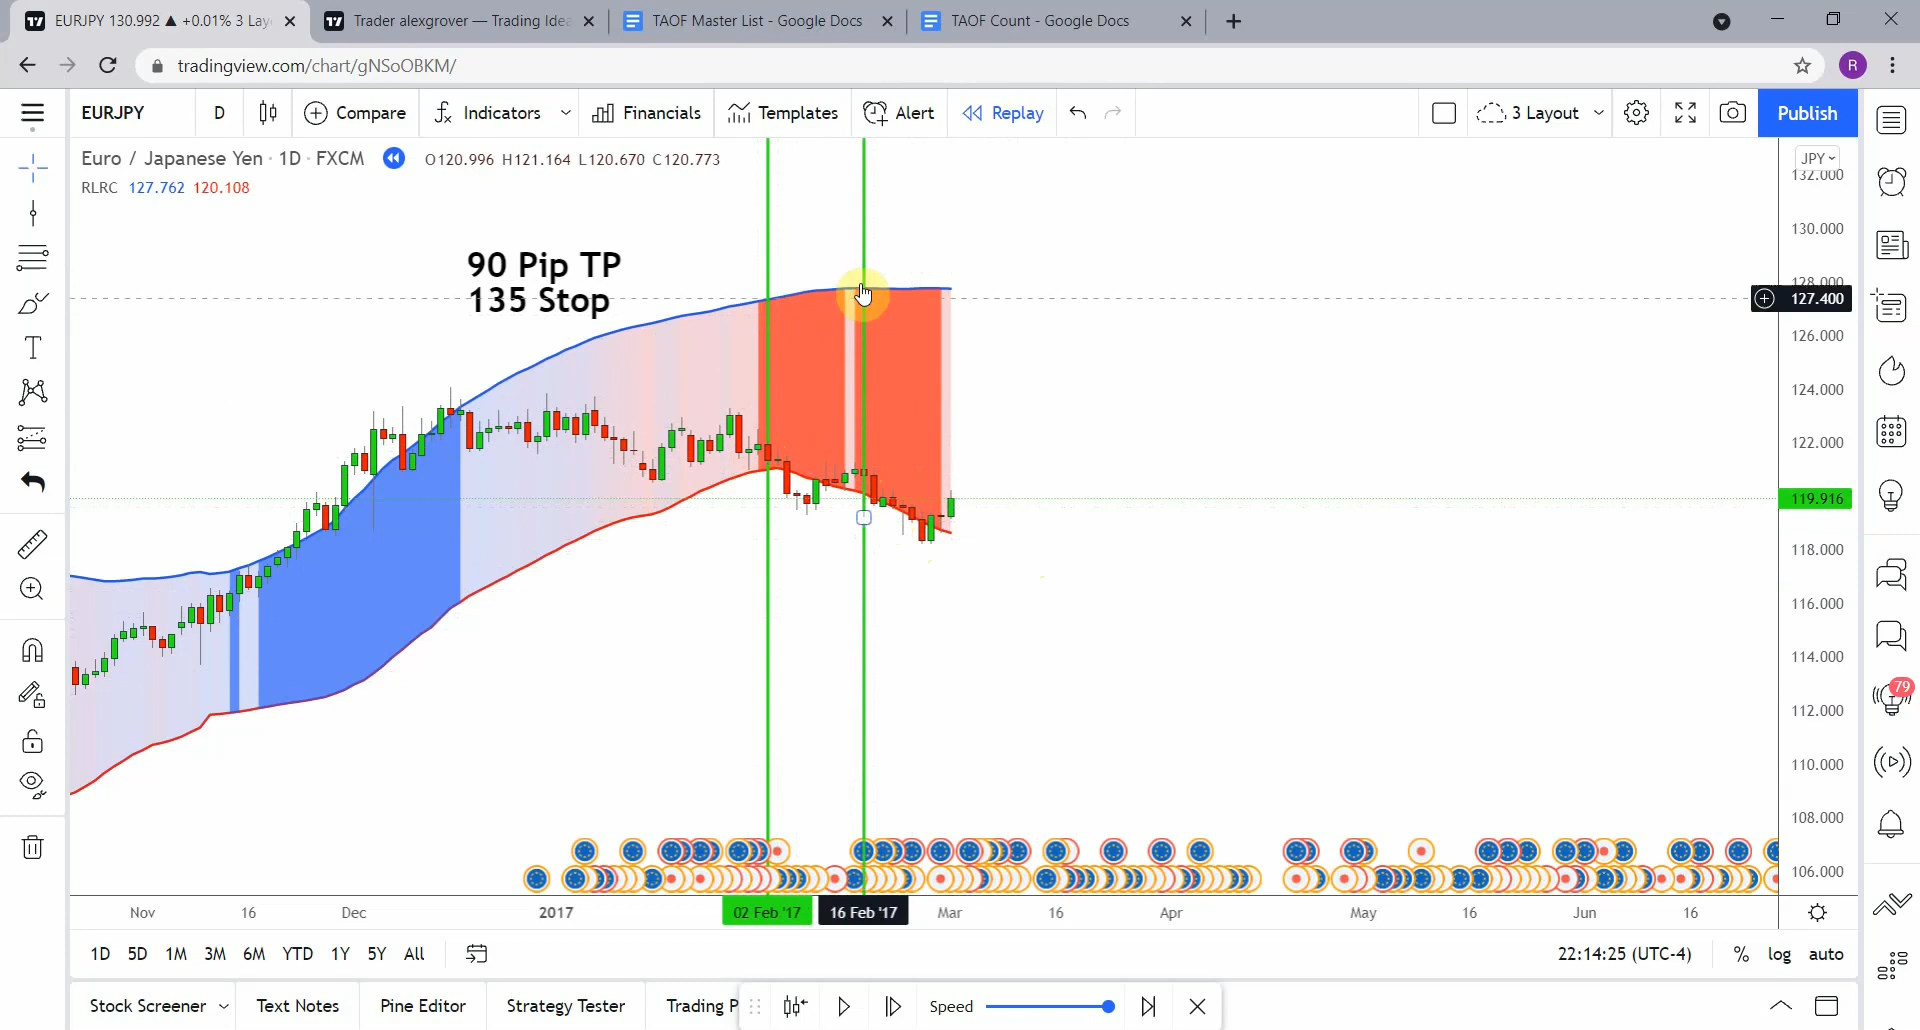 EURJPY 130.992 ▲ +0.01% 3 Lay
Trader alexgrover — Trading Idea
TAOF Master List - Google Docs
TAOF Count - Google Docs
tradingview.com/chart/gNSoOBKM/
R
EURJPY D Compare Indicators Financials Templates Alert Replay 3 Layout Publish
Euro / Japanese Yen · 1D · FXCM O120.996 H121.164 L120.670 C120.773
RLRC 127.762 120.108
JPY
132.000
130.000
128.000
127.400
126.000
124.000
122.000
119.916
118.000
116.000
114.000
112.000
110.000
108.000
106.000
90 Pip TP
135 Stop
79
Nov 16 Dec 2017 02 Feb '17 16 Feb '17 Mar 16 Apr May 16 Jun 16
1D 5D 1M 3M 6M YTD 1Y 5Y All 22:14:25 (UTC-4) % log auto
Stock Screener Text Notes Pine Editor Strategy Tester Trading P Speed